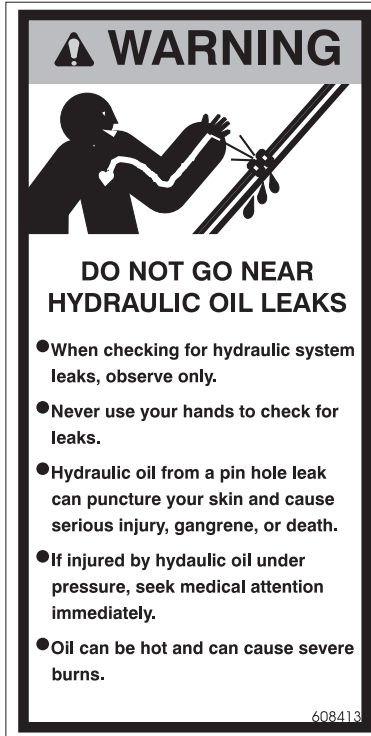 WARNING
DO NOT GO NEAR
HYDRAULIC OIL LEAKS
●When checking for hydraulic system
leaks, observe only.
●Never use your hands to check for
leaks.
●Hydraulic oil from a pin hole leak
can puncture your skin and cause
serious injury, gangrene, or death.
●If injured by hydaulic oil under
pressure, seek medical attention
immediately.
●Oil can be hot and can cause severe
burns.
608413